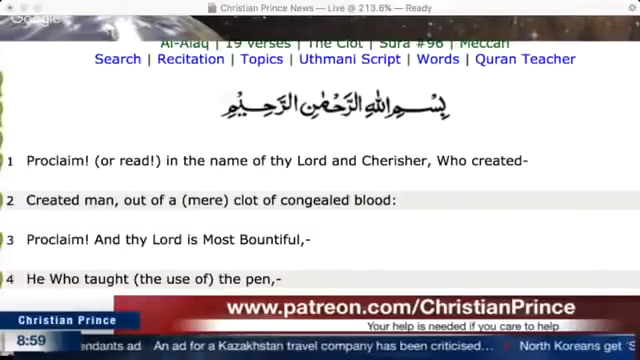 Christian Prince News — Live @ 213.6% — Ready
Google
Al-Alaq | 19 verses | The Clot | Sura #96 | Meccan
Search | Recitation | Topics | Uthmani Script | Words | Quran Teacher
بِسْمِ اللهِ الرَّحْمٰنِ الرَّحِيْمِ
1 Proclaim! (or read!) in the name of thy Lord and Cherisher, Who created-
2 Created man, out of a (mere) clot of congealed blood:
3 Proclaim! And thy Lord is Most Bountiful,-
4 He Who taught (the use of) the pen,-
www.patreon.com/ChristianPrince
Christian Prince
Your help is needed if you care to help
8:59 ad An ad for a Kazakhstan travel company has been criticised... North Koreans get